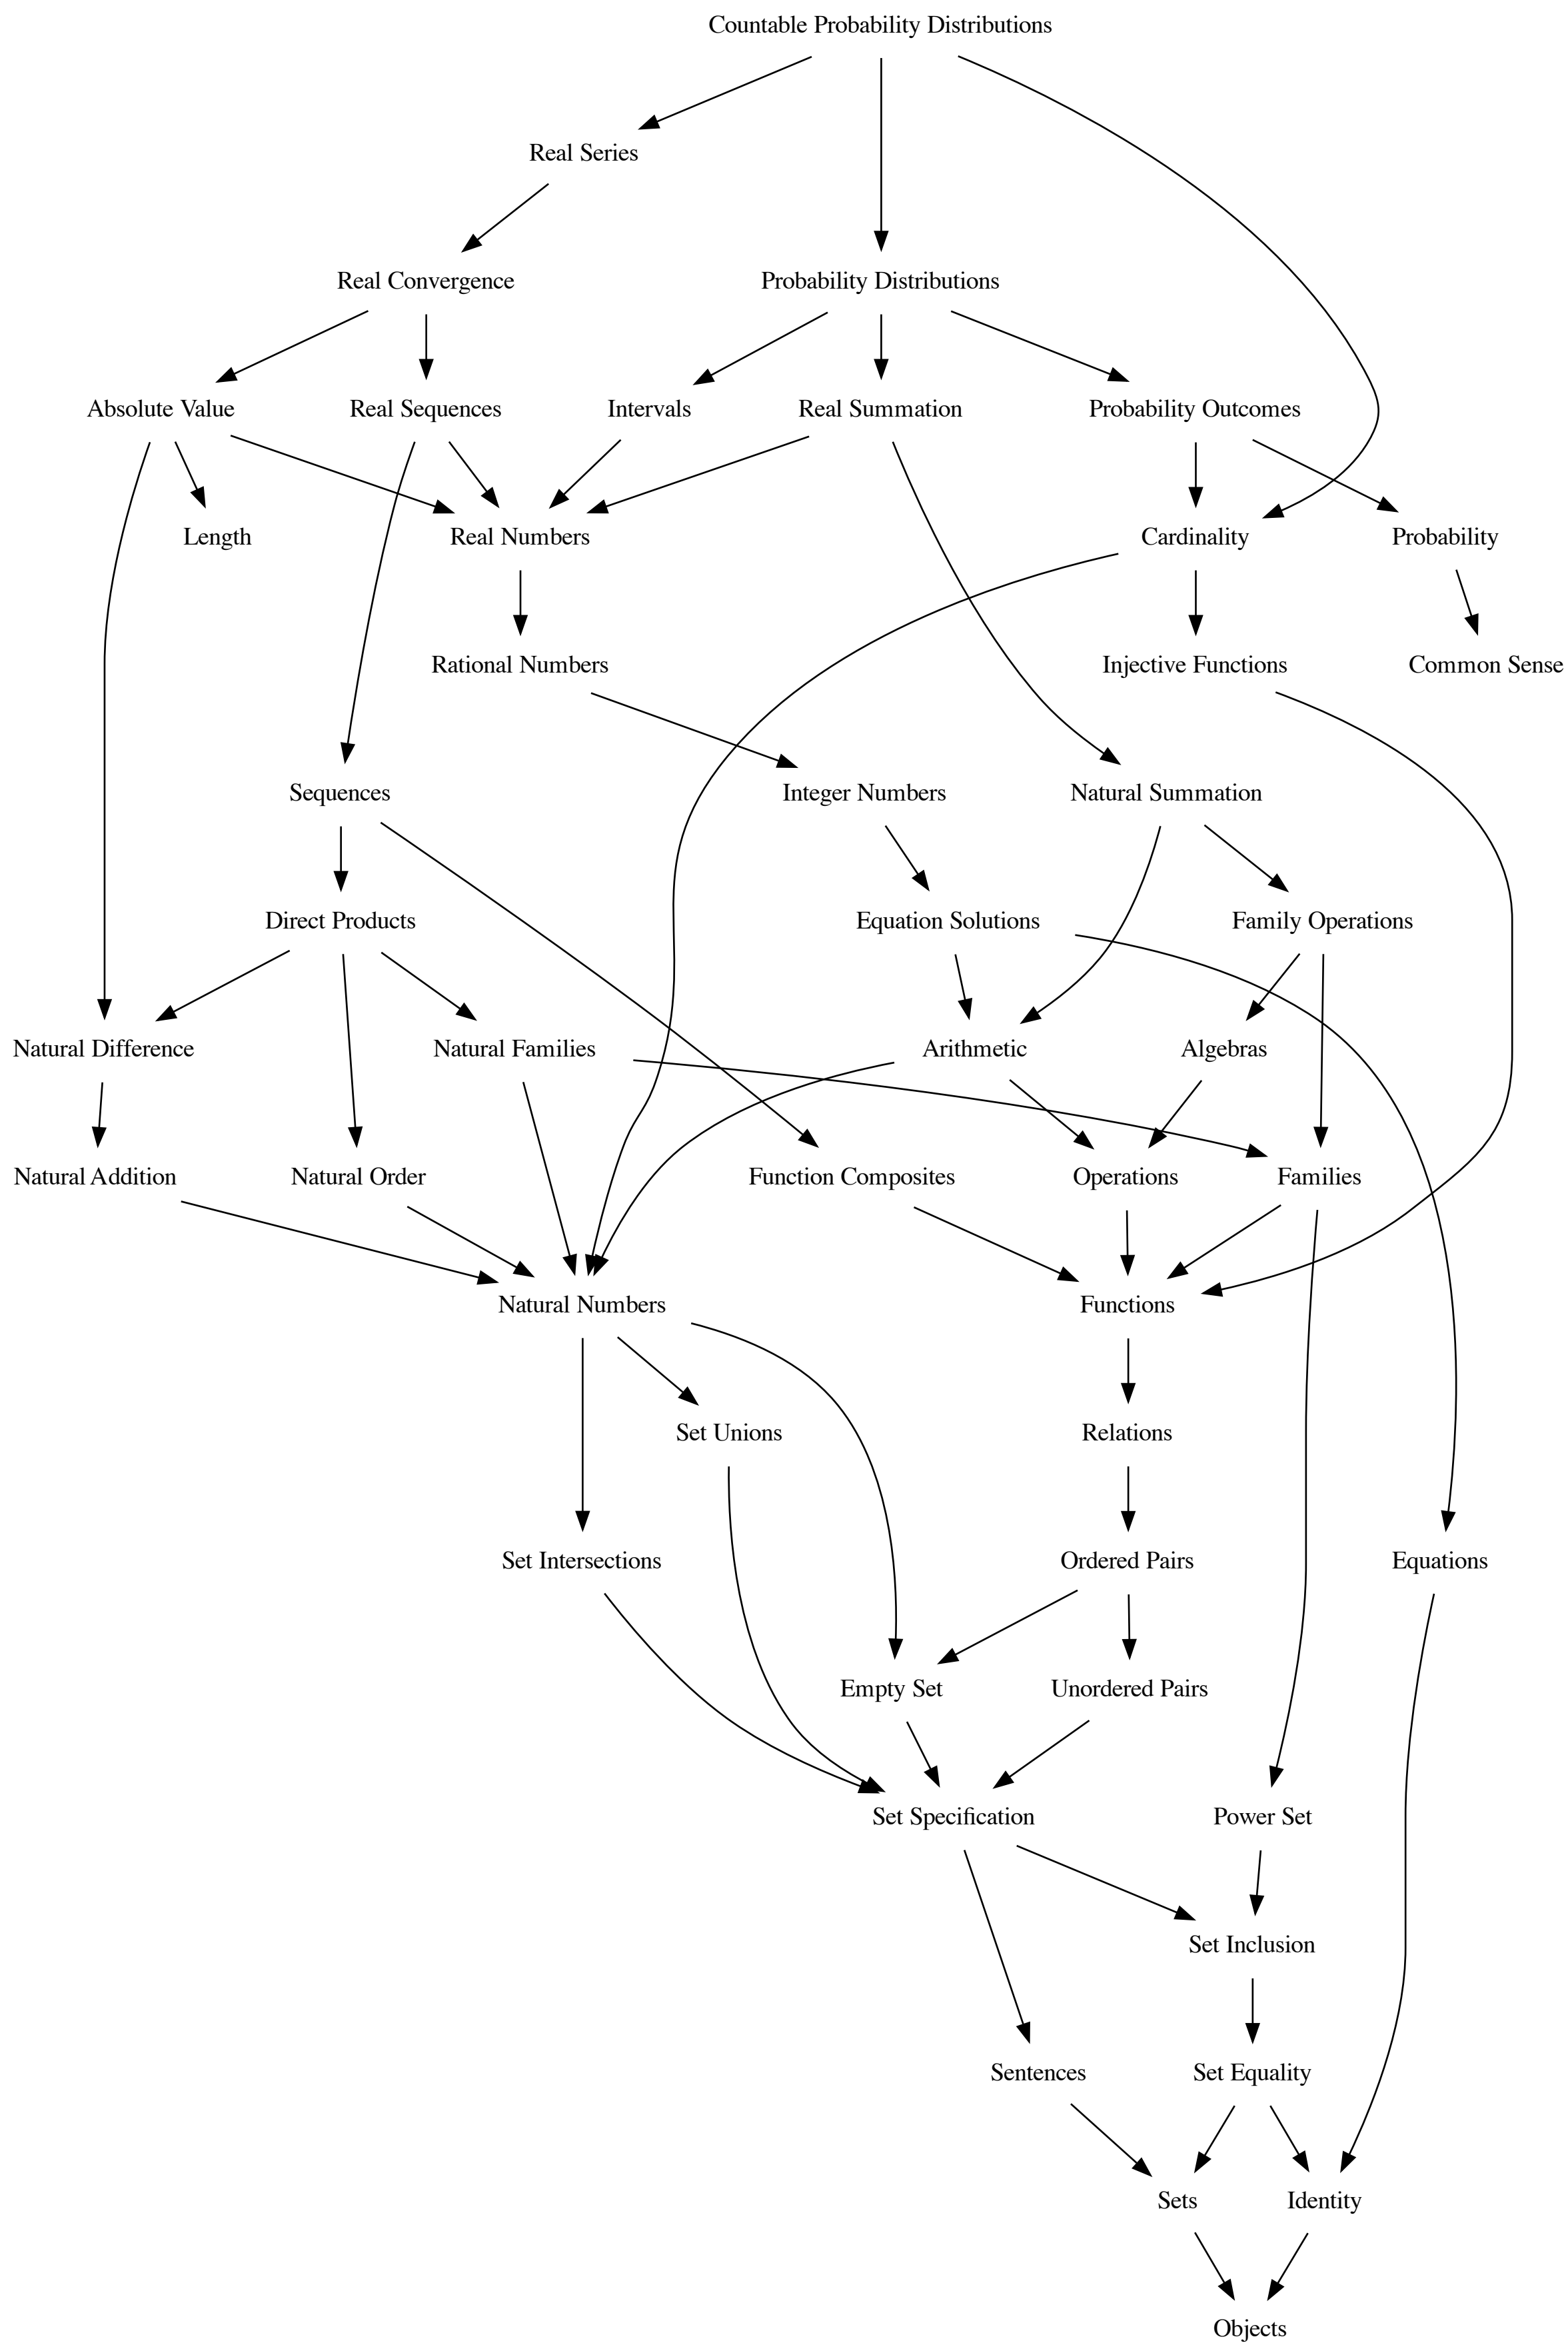 Countable Probability Distributions
Real Series
Real Convergence
Probability Distributions
Absolute Value
Real Sequences
Intervals
Real Summation
Probability Outcomes
Length
Real Numbers
Cardinality
Probability
Rational Numbers
Injective Functions
Common Sense
Sequences
Integer Numbers
Natural Summation
Direct Products
Equation Solutions
Family Operations
Natural Difference
Natural Families
Arithmetic
Algebras
Natural Addition
Natural Order
Function Composites
Operations
Families
Natural Numbers
Functions
Set Unions
Relations
Set Intersections
Ordered Pairs
Equations
Empty Set
Unordered Pairs
Set Specification
Power Set
Set Inclusion
Sentences
Set Equality
Sets
Identity
Objects